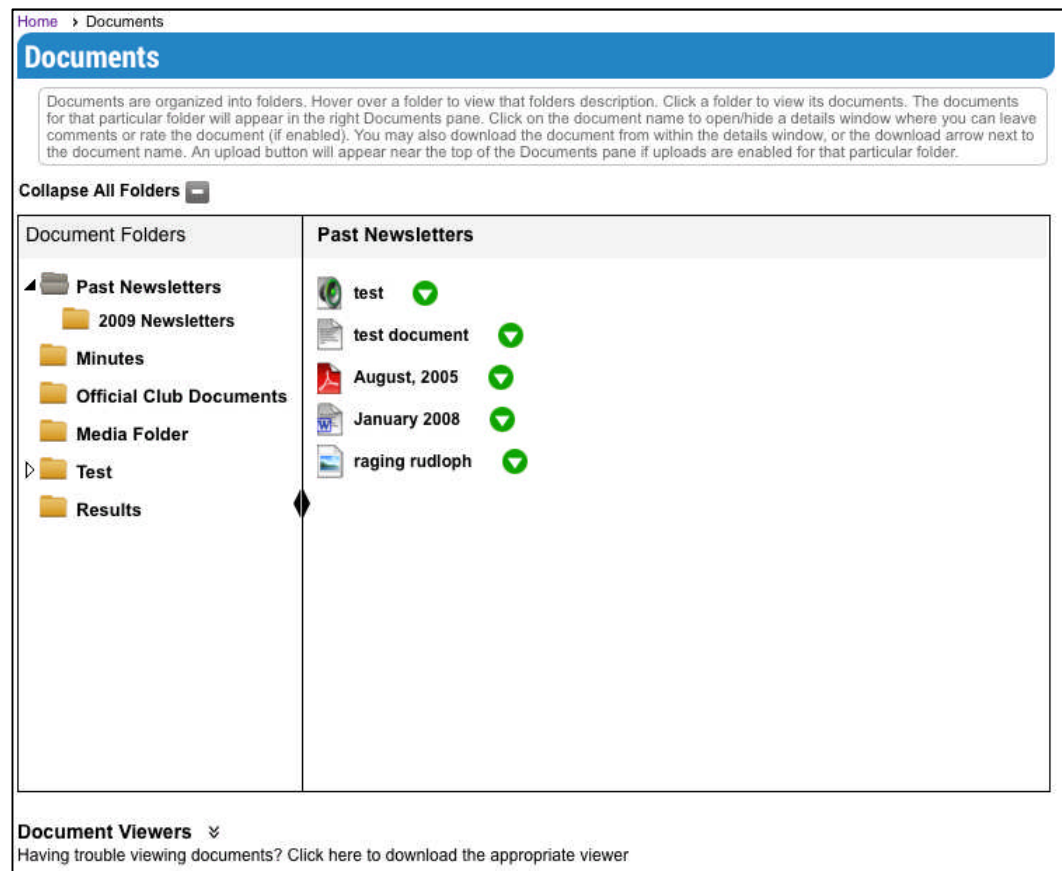 Home › Documents
Documents
Documents are organized into folders. Hover over a folder to view that folders description. Click a folder to view its documents. The documents
for that particular folder will appear in the right Documents pane. Click on the document name to open/hide a details window where you can leave
comments or rate the document (if enabled). You may also download the document from within the details window, or the download arrow next to
the document name. An upload button will appear near the top of the Documents pane if uploads are enabled for that particular folder.
Collapse All Folders
Document Folders
Past Newsletters
2009 Newsletters
Minutes
Official Club Documents
Media Folder
Test
Results
Past Newsletters
test
test document
August, 2005
January 2008
raging rudloph
Document Viewers
Having trouble viewing documents? Click here to download the appropriate viewer